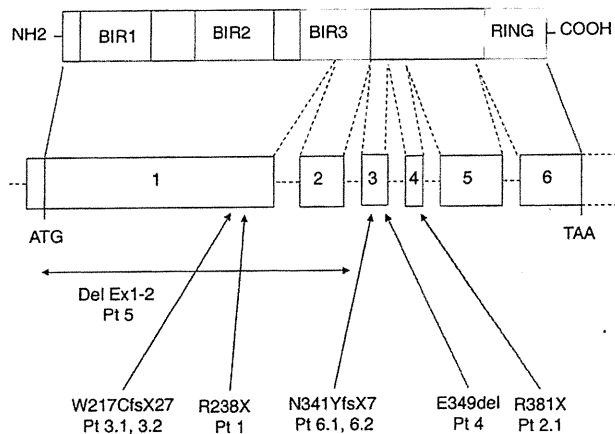 NH2 BIR1 BIR2 BIR3 RING COOH
1 2 3 4 5 6
ATG TAA
Del Ex1-2
Pt 5
W217CfsX27 R238X N341YfsX7 E349del R381X
Pt 3.1, 3.2 Pt 1 Pt 6.1, 6.2 Pt 4 Pt 2.1